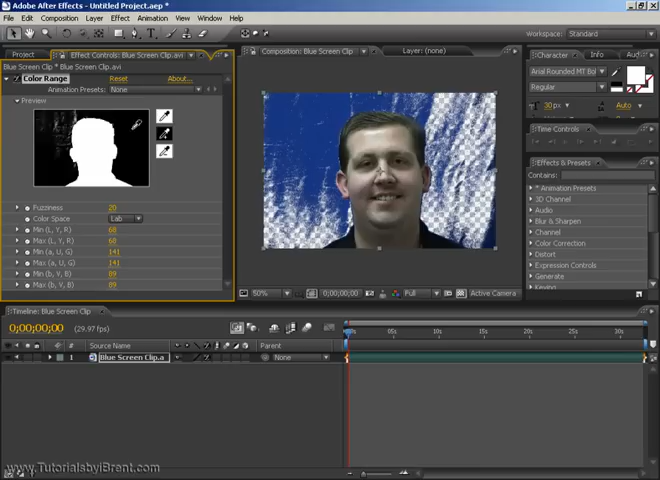 Adobe After Effects - Untitled Project.aep *
File Edit Composition Layer Effect Animation View Window Help
Workspace: Standard
Project Effect Controls: Blue Screen Clip.avi
Composition: Blue Screen Clip Layer: (none)
Character Info Aud
Blue Screen Clip * Blue Screen Clip.avi
Color Range Reset About...
Animation Presets: None
Preview
Arial Rounded MT Bol
Regular
30 px Auto
Time Controls
Effects & Presets
Contains:
* Animation Presets
3D Channel
Audio
Blur & Sharpen
Channel
Color Correction
Distort
Expression Controls
Generate
Keying
Fuzziness 20
Color Space Lab
Min (L, Y, R) 68
Max (L, Y, R) 68
Min (a, U, G) 141
Max (a, U, G) 141
Min (b, V, B) 89
Max (b, V, B) 89
50% 0;00;00;00 Full Active Camera
Timeline: Blue Screen Clip
0;00;00;00 (29.97 fps)
# Source Name Parent
05s 10s 15s 20s 25s 30s
1 Blue Screen Clip.a None
www.TutorialsbyiBrent.com